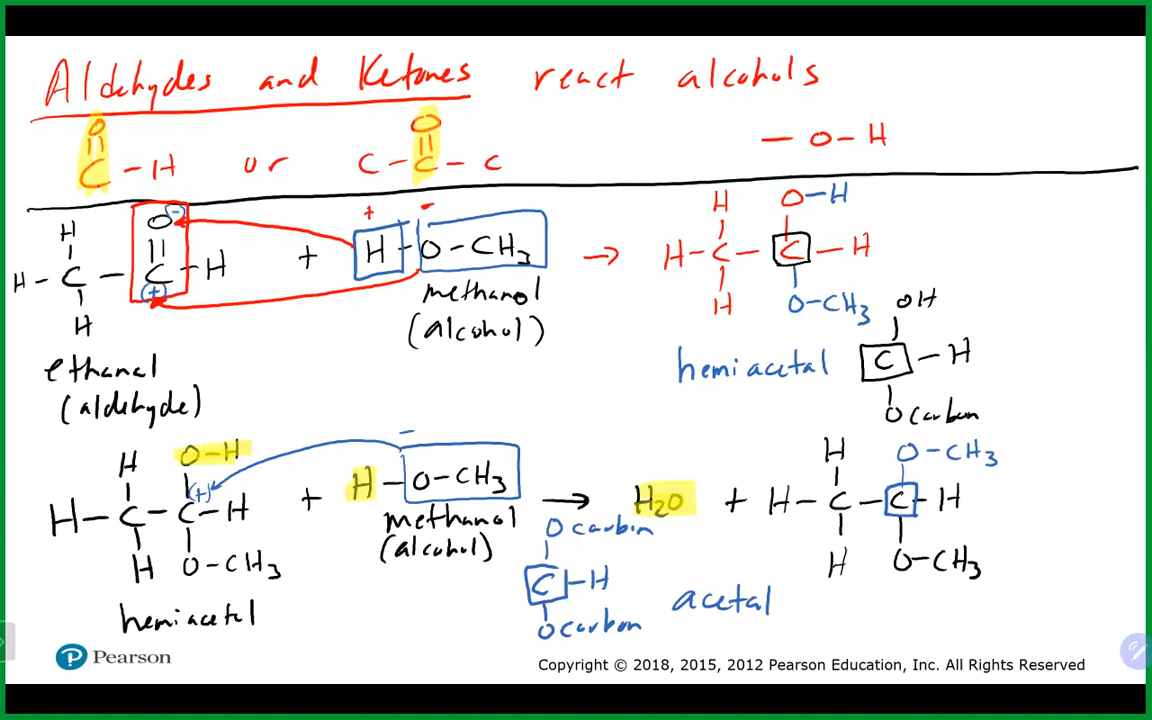 Aldehydes and Ketones react alcohols
O O
C - H or C - C - C - O - H
H O - + - H O-H
H - C - C - H + H - O - CH3 → H - C - C - H
H + methanol H O-CH3
(alcohol) OH
ethanal hemiacetal C - H
(aldehyde) O carbon
H O-H - H O-CH3
H - C - C - H (+) + H - O-CH3 → H2O + H - C - C - H
H O-CH3 methanol H O-CH3
(alcohol) O carbon
C - H
hemiacetal O carbon acetal
Pearson
Copyright © 2018, 2015, 2012 Pearson Education, Inc. All Rights Reserved